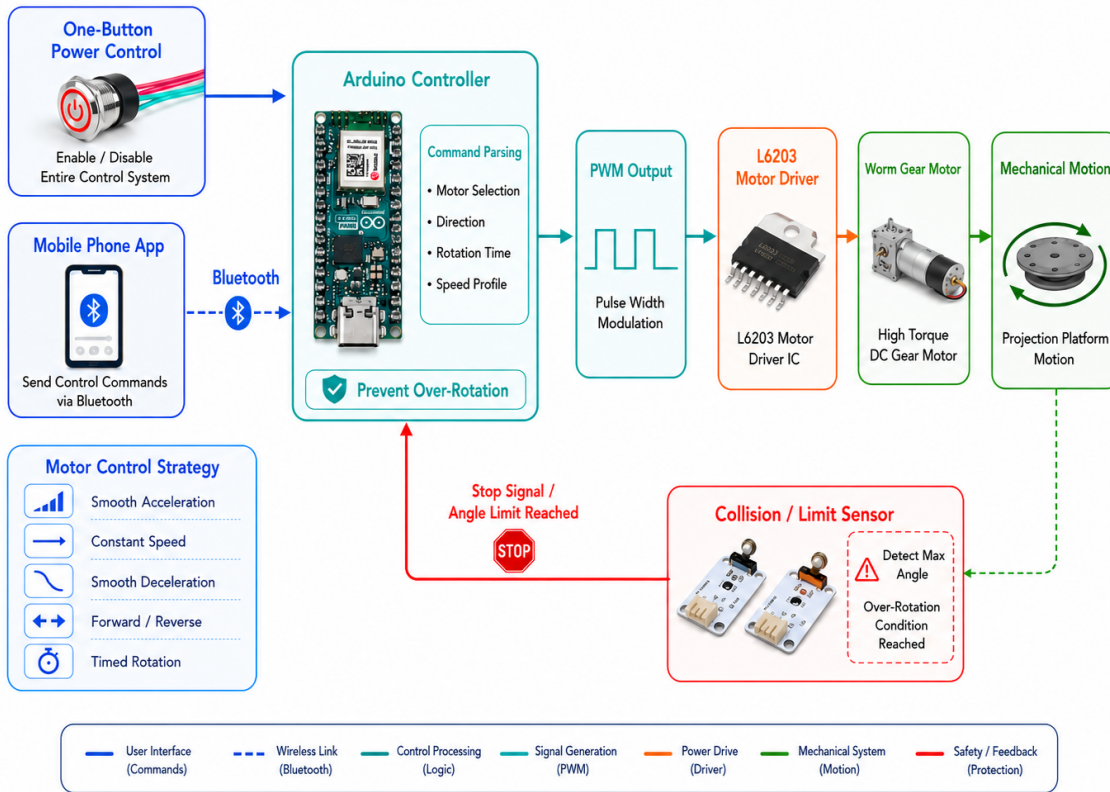 One-Button
Power Control
Enable / Disable
Entire Control System
Mobile Phone App
Send Control Commands
via Bluetooth
Bluetooth
Arduino Controller
Command Parsing
• Motor Selection
• Direction
• Rotation Time
• Speed Profile
Prevent Over-Rotation
PWM Output
Pulse Width
Modulation
L6203
Motor Driver
L6203 Motor
Driver IC
Worm Gear Motor
High Torque
DC Gear Motor
Mechanical Motion
Projection Platform
Motion
Motor Control Strategy
Smooth Acceleration
Constant Speed
Smooth Deceleration
Forward / Reverse
Timed Rotation
Stop Signal /
Angle Limit Reached
STOP
Collision / Limit Sensor
Detect Max
Angle
Over-Rotation
Condition
Reached
User Interface
(Commands)
Wireless Link
(Bluetooth)
Control Processing
(Logic)
Signal Generation
(PWM)
Power Drive
(Driver)
Mechanical System
(Motion)
Safety / Feedback
(Protection)